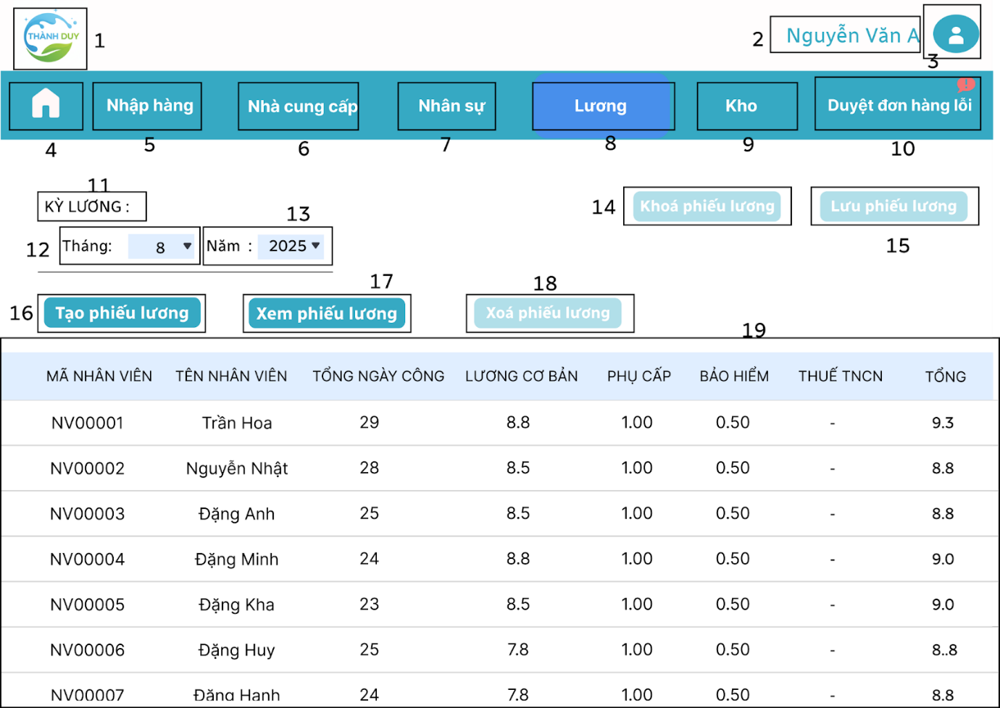 THÀNH DUY
1
2
Nguyễn Văn A
3
Nhập hàng
Nhà cung cấp
Nhân sự
Lương
Kho
Duyệt đơn hàng lỗi
!
4
5
6
7
8
9
10
11
KỲ LƯƠNG :
12
Tháng: 8
13
Năm : 2025
14
Khoá phiếu lương
Lưu phiếu lương
15
16
Tạo phiếu lương
17
Xem phiếu lương
18
Xoá phiếu lương
19
MÃ NHÂN VIÊN TÊN NHÂN VIÊN TỔNG NGÀY CÔNG LƯƠNG CƠ BẢN PHỤ CẤP BẢO HIỂM THUẾ TNCN TỔNG
NV00001 Trần Hoa 29 8.8 1.00 0.50 - 9.3
NV00002 Nguyễn Nhật 28 8.5 1.00 0.50 - 8.8
NV00003 Đặng Anh 25 8.5 1.00 0.50 - 8.8
NV00004 Đặng Minh 24 8.8 1.00 0.50 - 9.0
NV00005 Đặng Kha 23 8.5 1.00 0.50 - 9.0
NV00006 Đặng Huy 25 7.8 1.00 0.50 - 8..8
NV00007 Đặng Hạnh 24 7.8 1.00 0.50 - 8.8